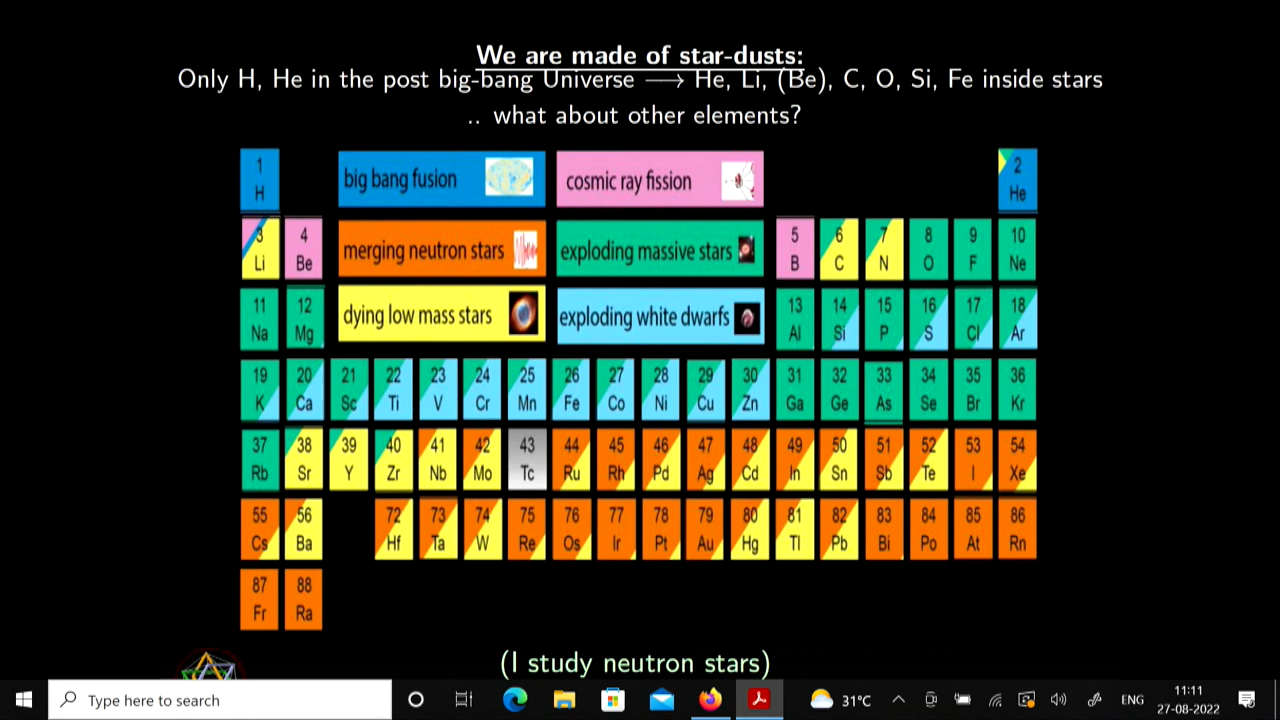 We are made of star-dusts:
Only H, He in the post big-bang Universe ⟶ He, Li, (Be), C, O, Si, Fe inside stars
.. what about other elements?
1 2
H big bang fusion cosmic ray fission He
3 4 5 6 7 8 9 10
Li Be merging neutron stars exploding massive stars B C N O F Ne
11 12 13 14 15 16 17 18
Na Mg dying low mass stars exploding white dwarfs Al Si P S Cl Ar
19 20 21 22 23 24 25 26 27 28 29 30 31 32 33 34 35 36
K Ca Sc Ti V Cr Mn Fe Co Ni Cu Zn Ga Ge As Se Br Kr
37 38 39 40 41 42 43 44 45 46 47 48 49 50 51 52 53 54
Rb Sr Y Zr Nb Mo Tc Ru Rh Pd Ag Cd In Sn Sb Te I Xe
55 56 72 73 74 75 76 77 78 79 80 81 82 83 84 85 86
Cs Ba Hf Ta W Re Os Ir Pt Au Hg Tl Pb Bi Po At Rn
87 88
Fr Ra
(I study neutron stars)
Type here to search 31°C ENG 11:11
27-08-2022